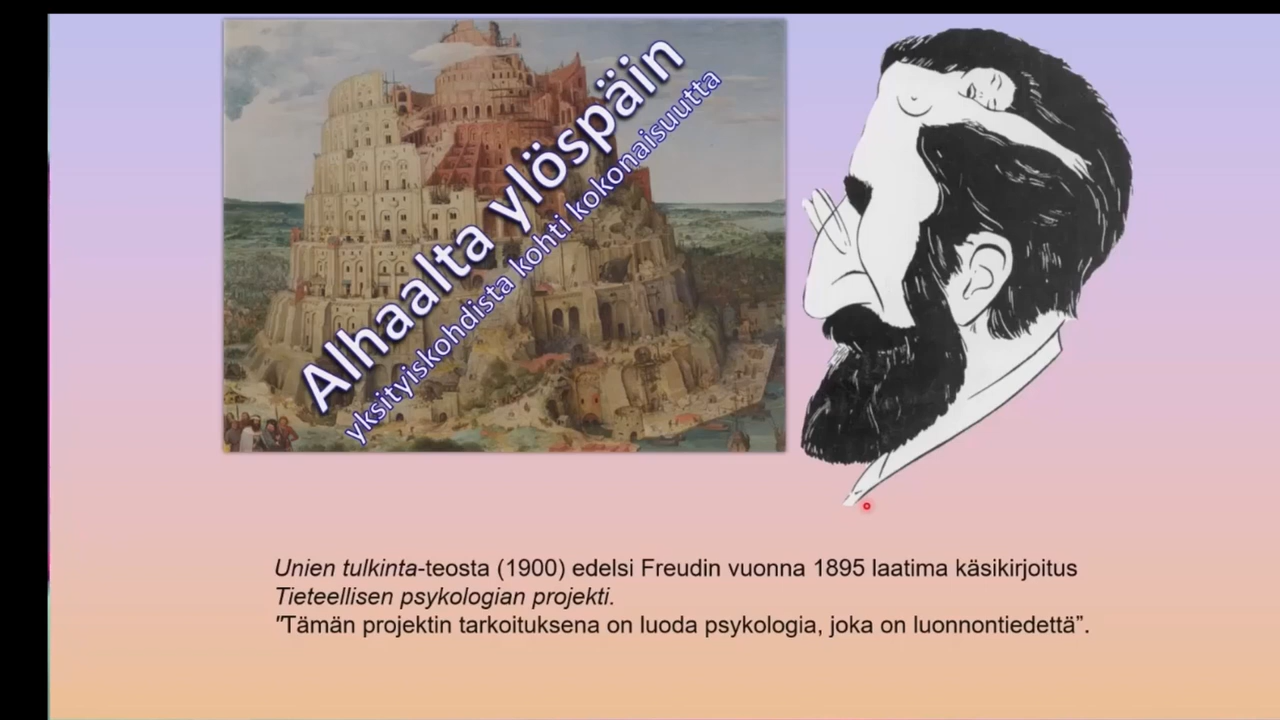 Alhaalta ylöspäin
yksityiskohdista kohti kokonaisuutta
Unien tulkinta-teosta (1900) edelsi Freudin vuonna 1895 laatima käsikirjoitus
Tieteellisen psykologian projekti.
"Tämän projektin tarkoituksena on luoda psykologia, joka on luonnontiedettä”.